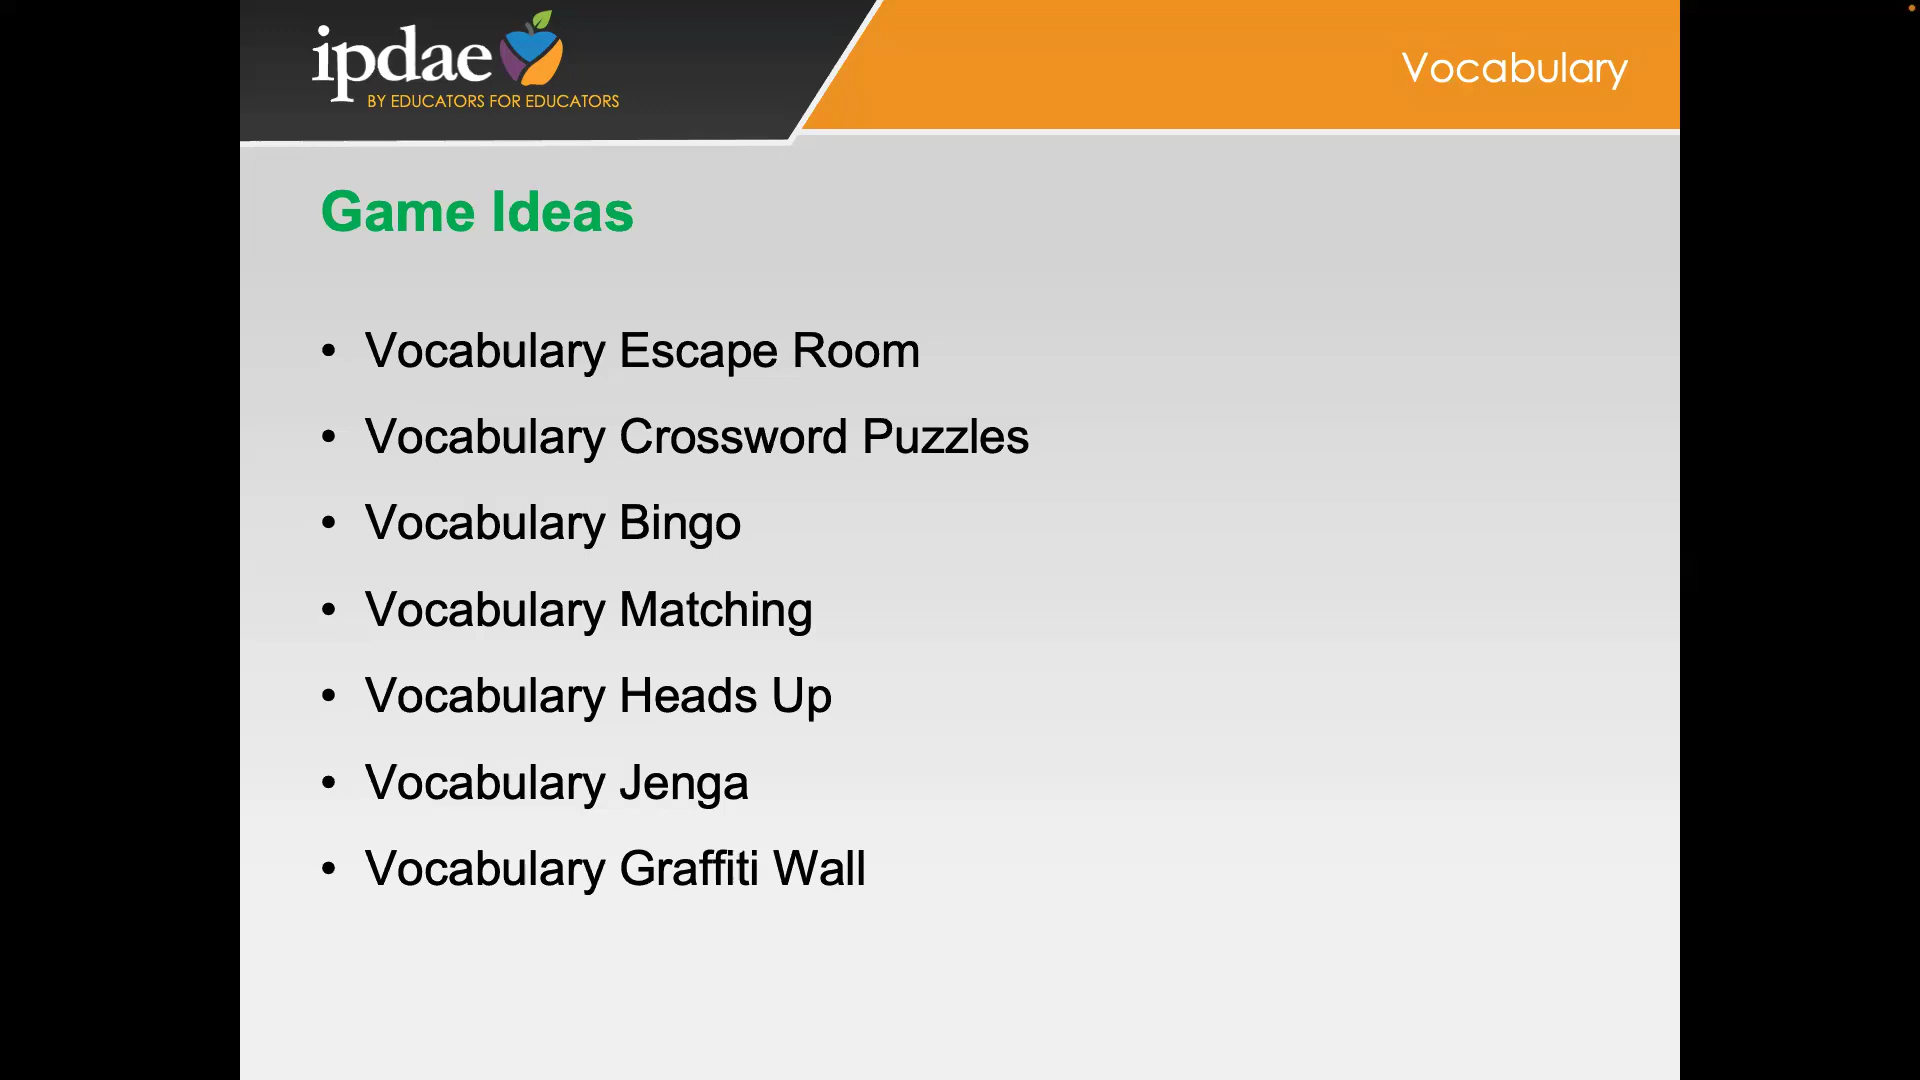 ipdae
BY EDUCATORS FOR EDUCATORS
Vocabulary
Game Ideas
• Vocabulary Escape Room
• Vocabulary Crossword Puzzles
• Vocabulary Bingo
• Vocabulary Matching
• Vocabulary Heads Up
• Vocabulary Jenga
• Vocabulary Graffiti Wall